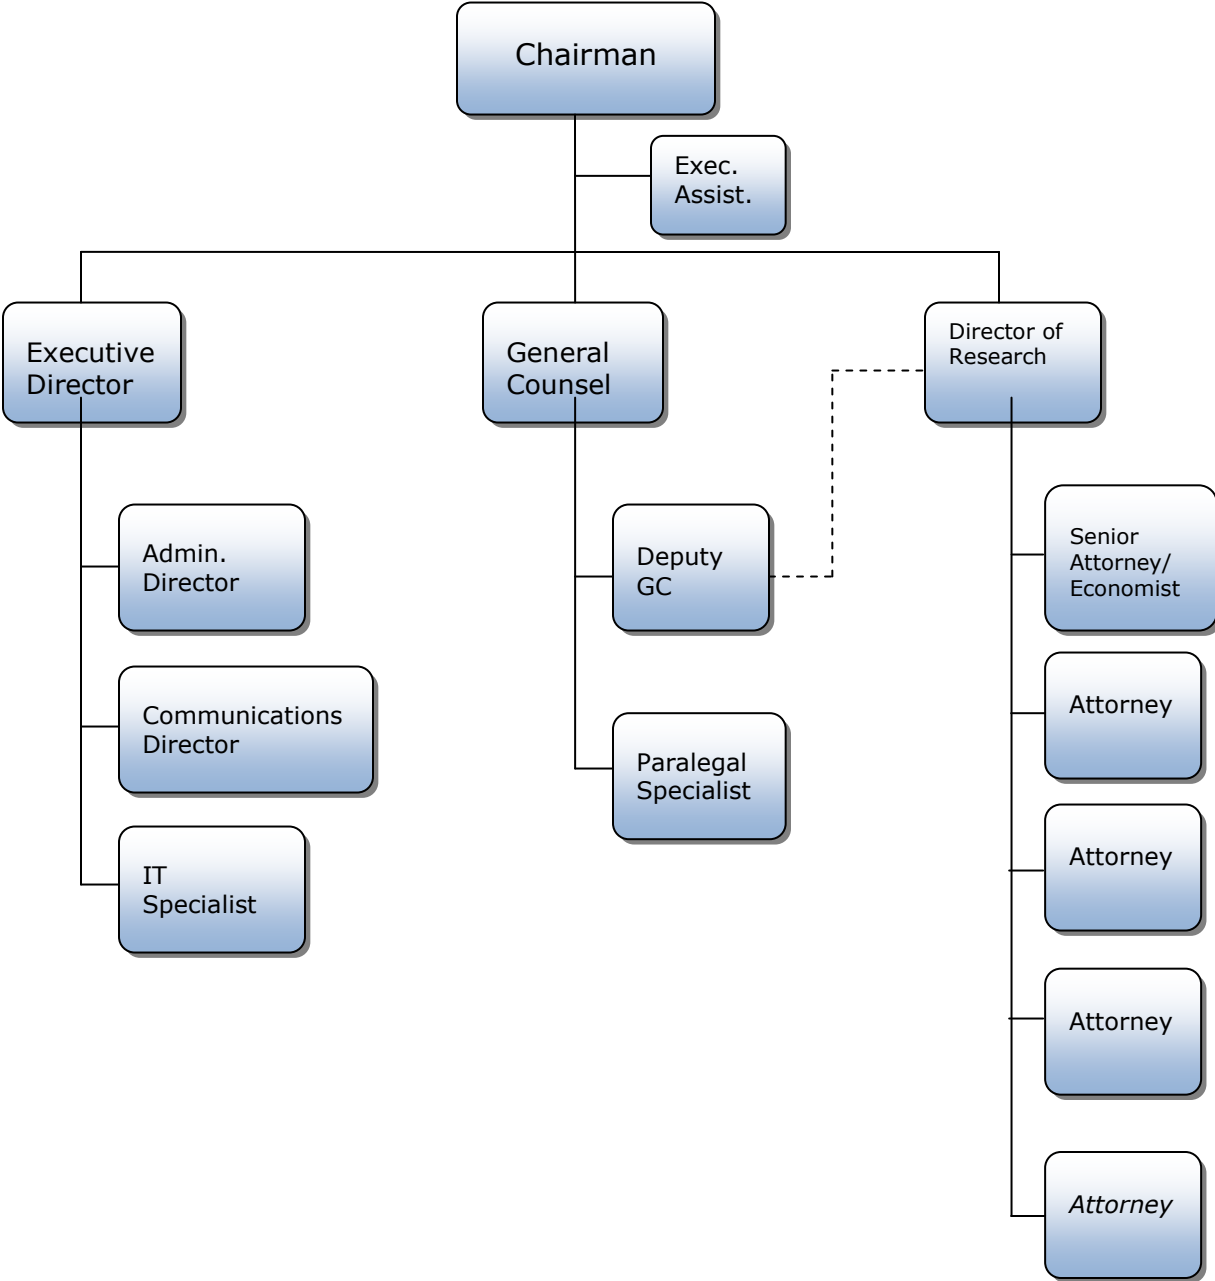 Chairman
Exec.
Assist.
Executive
Director
General
Counsel
Director of
Research
Admin.
Director
Communications
Director
IT
Specialist
Deputy
GC
Paralegal
Specialist
Senior
Attorney/
Economist
Attorney
Attorney
Attorney
Attorney